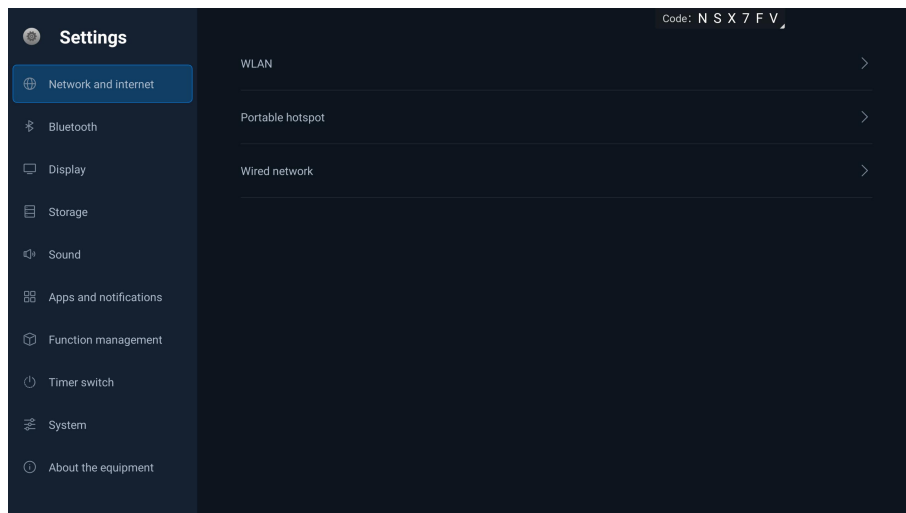 Settings
Network and internet
Bluetooth
Display
Storage
Sound
Apps and notifications
Function management
Timer switch
System
About the equipment
Code: NSX7FV
WLAN
Portable hotspot
Wired network